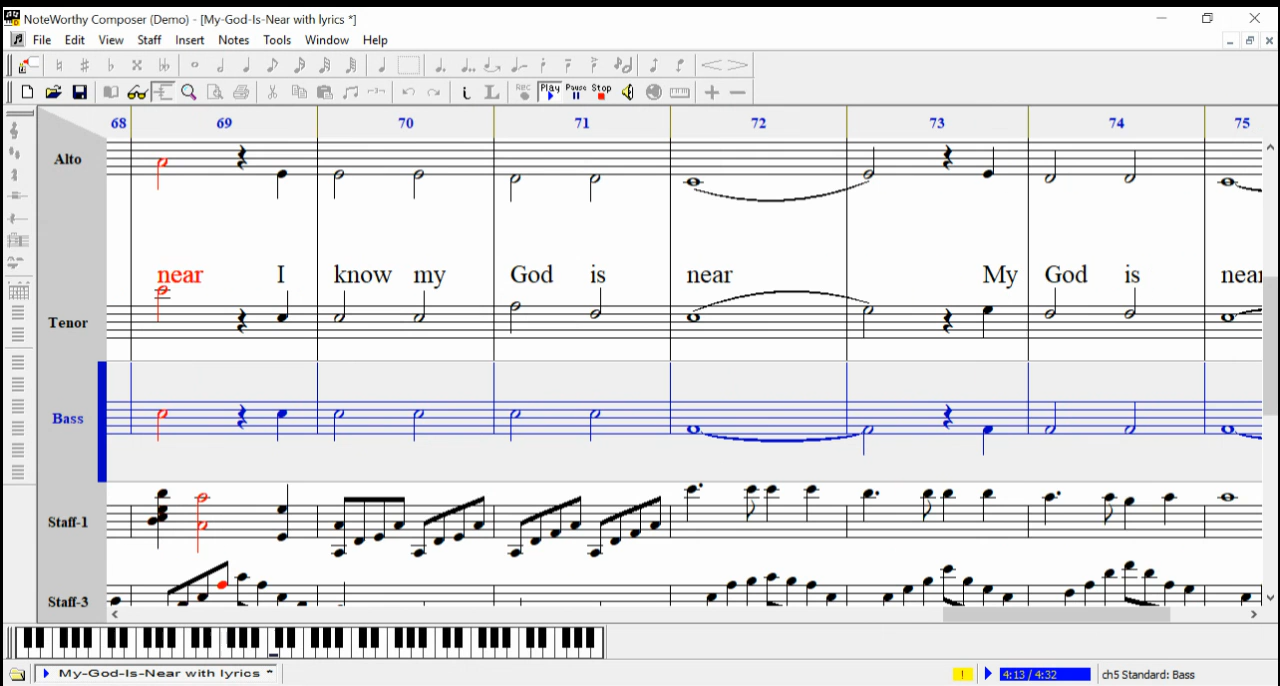 NoteWorthy Composer (Demo) - [My-God-Is-Near with lyrics *]
File Edit View Staff Insert Notes Tools Window Help
Rec Play Pause Stop
68 69 70 71 72 73 74 75
Alto
near I know my God is near My God is near
Tenor
Bass
Staff-1
Staff-3
My-God-Is-Near with lyrics *
! 4:13 / 4:32 ch5 Standard: Bass